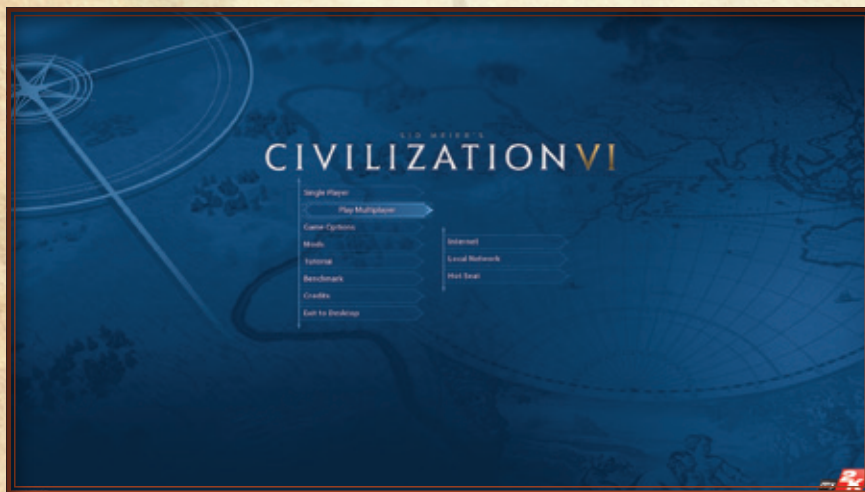 SID MEIER'S
CIVILIZATION VI
Single Player
Play Multiplayer
Game Options
Mods
Tutorial
Benchmark
Credits
Exit to Desktop
Internet
Local Network
Hot Seat
2K